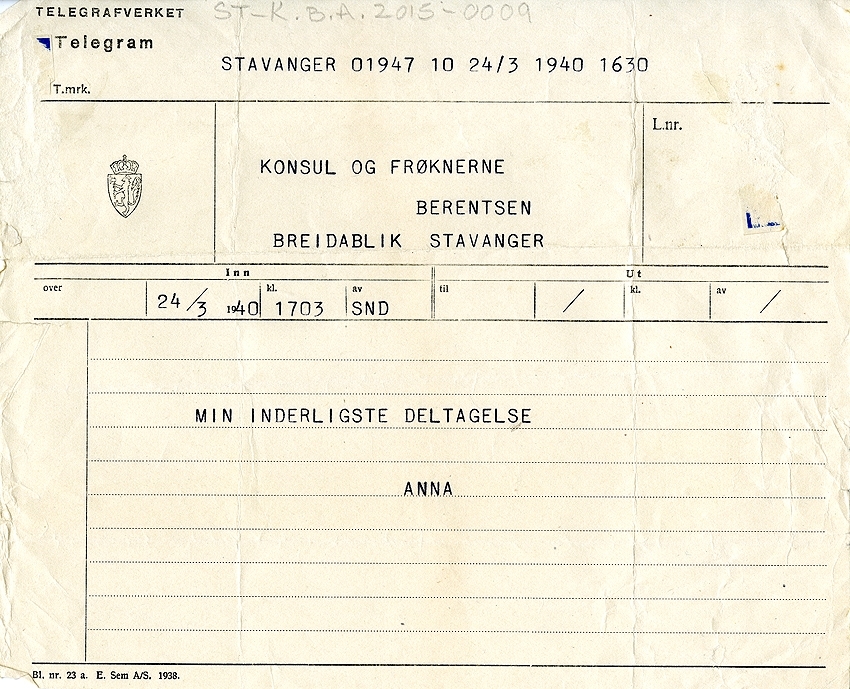 TELEGRAFVERKET ST-K.B.A. 2015-0009
Telegram
STAVANGER 01947 10 24/3 1940 1630
T.mrk.
L.nr.
KONSUL OG FRØKNERNE
BERENTSEN
BREIDABLIK STAVANGER
Inn Ut
over 24/3 1940 kl. 1703 av SND til / kl. av /
MIN INDERLIGSTE DELTAGELSE
ANNA
Bl. nr. 23 a. E. Sem A/S. 1938.